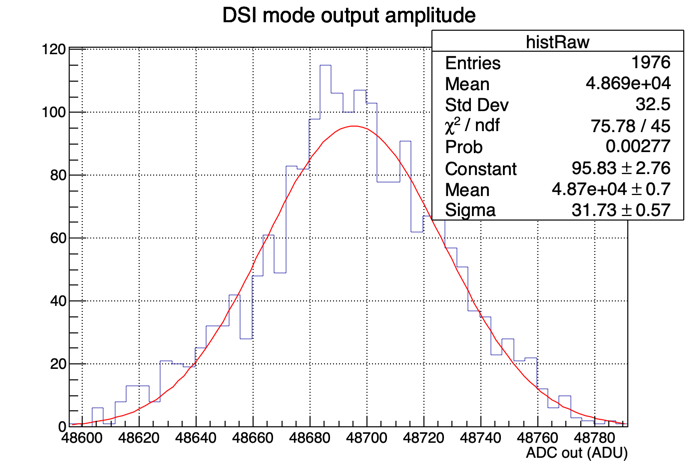 DSI mode output amplitude
histRaw
Entries 1976
Mean 4.869e+04
Std Dev 32.5
χ² / ndf 75.78 / 45
Prob 0.00277
Constant 95.83 ± 2.76
Mean 4.87e+04 ± 0.7
Sigma 31.73 ± 0.57
120
100
80
60
40
20
0
48600 48620 48640 48660 48680 48700 48720 48740 48760 48780
ADC out (ADU)